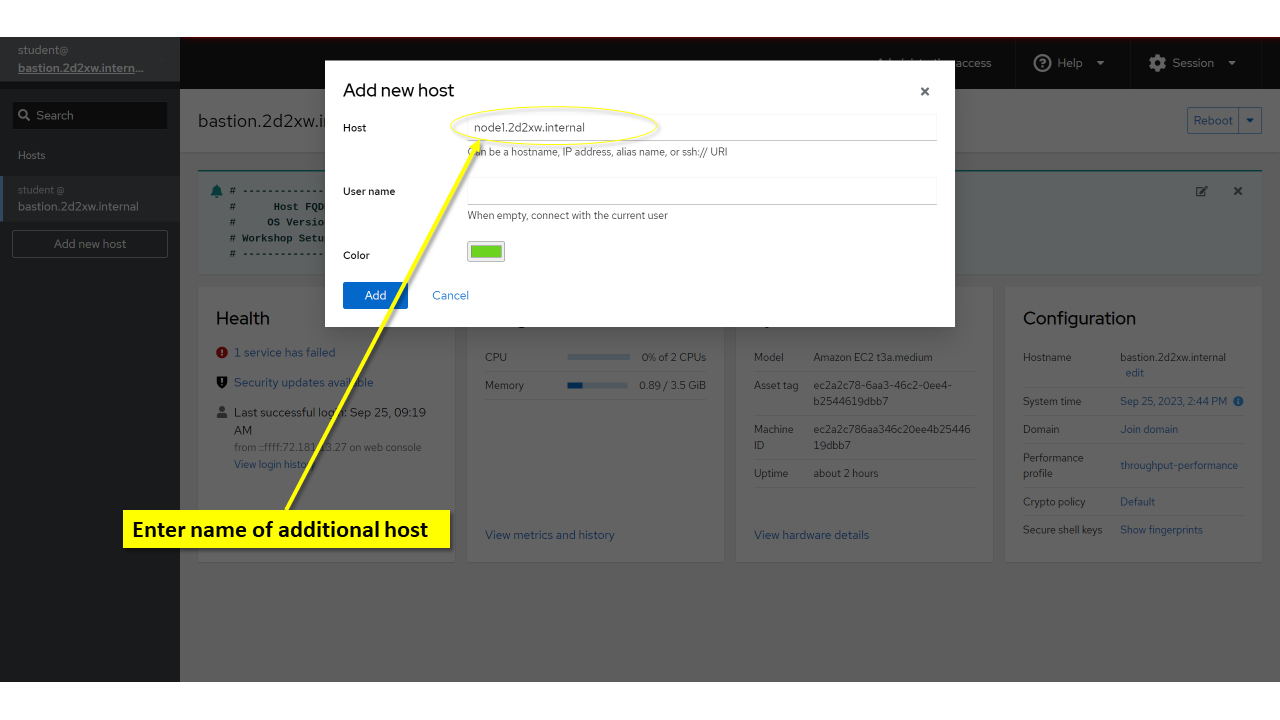 student@
bastion.2d2xw.intern...
access
Help
Session
Search
Hosts
student @
bastion.2d2xw.internal
Add new host
bastion.2d2xw.i
Reboot
Add new host
Host
node1.2d2xw.internal
Can be a hostname, IP address, alias name, or ssh:// URI
User name
When empty, connect with the current user
Color
Add
Cancel
# -------------
# Host FQD
# OS Versio
# Workshop Setu
# -------------
Health
1 service has failed
Security updates available
Last successful login: Sep 25, 09:19
AM
from ::ffff:72.181.13.27 on web console
View login history
CPU
0% of 2 CPUs
Memory
0.89 / 3.5 GiB
View metrics and history
Model
Amazon EC2 t3a.medium
Asset tag
ec2a2c78-6aa3-46c2-0ee4-
b2544619dbb7
Machine
ID
ec2a2c786aa346c20ee4b25446
19dbb7
Uptime
about 2 hours
View hardware details
Configuration
Hostname
bastion.2d2xw.internal
edit
System time
Sep 25, 2023, 2:44 PM
Domain
Join domain
Performance
profile
throughput-performance
Crypto policy
Default
Secure shell keys
Show fingerprints
Enter name of additional host